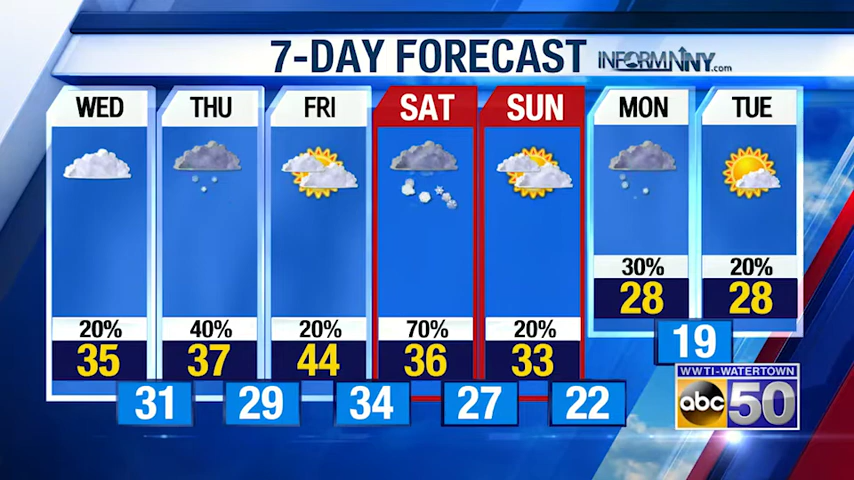 7-DAY FORECAST INFORMNNY.com
WED THU FRI SAT SUN MON TUE
30% 20%
28 28
20% 40% 20% 70% 20%
35 37 44 36 33
19
31 29 34 27 22
WWTI-WATERTOWN
abc 50